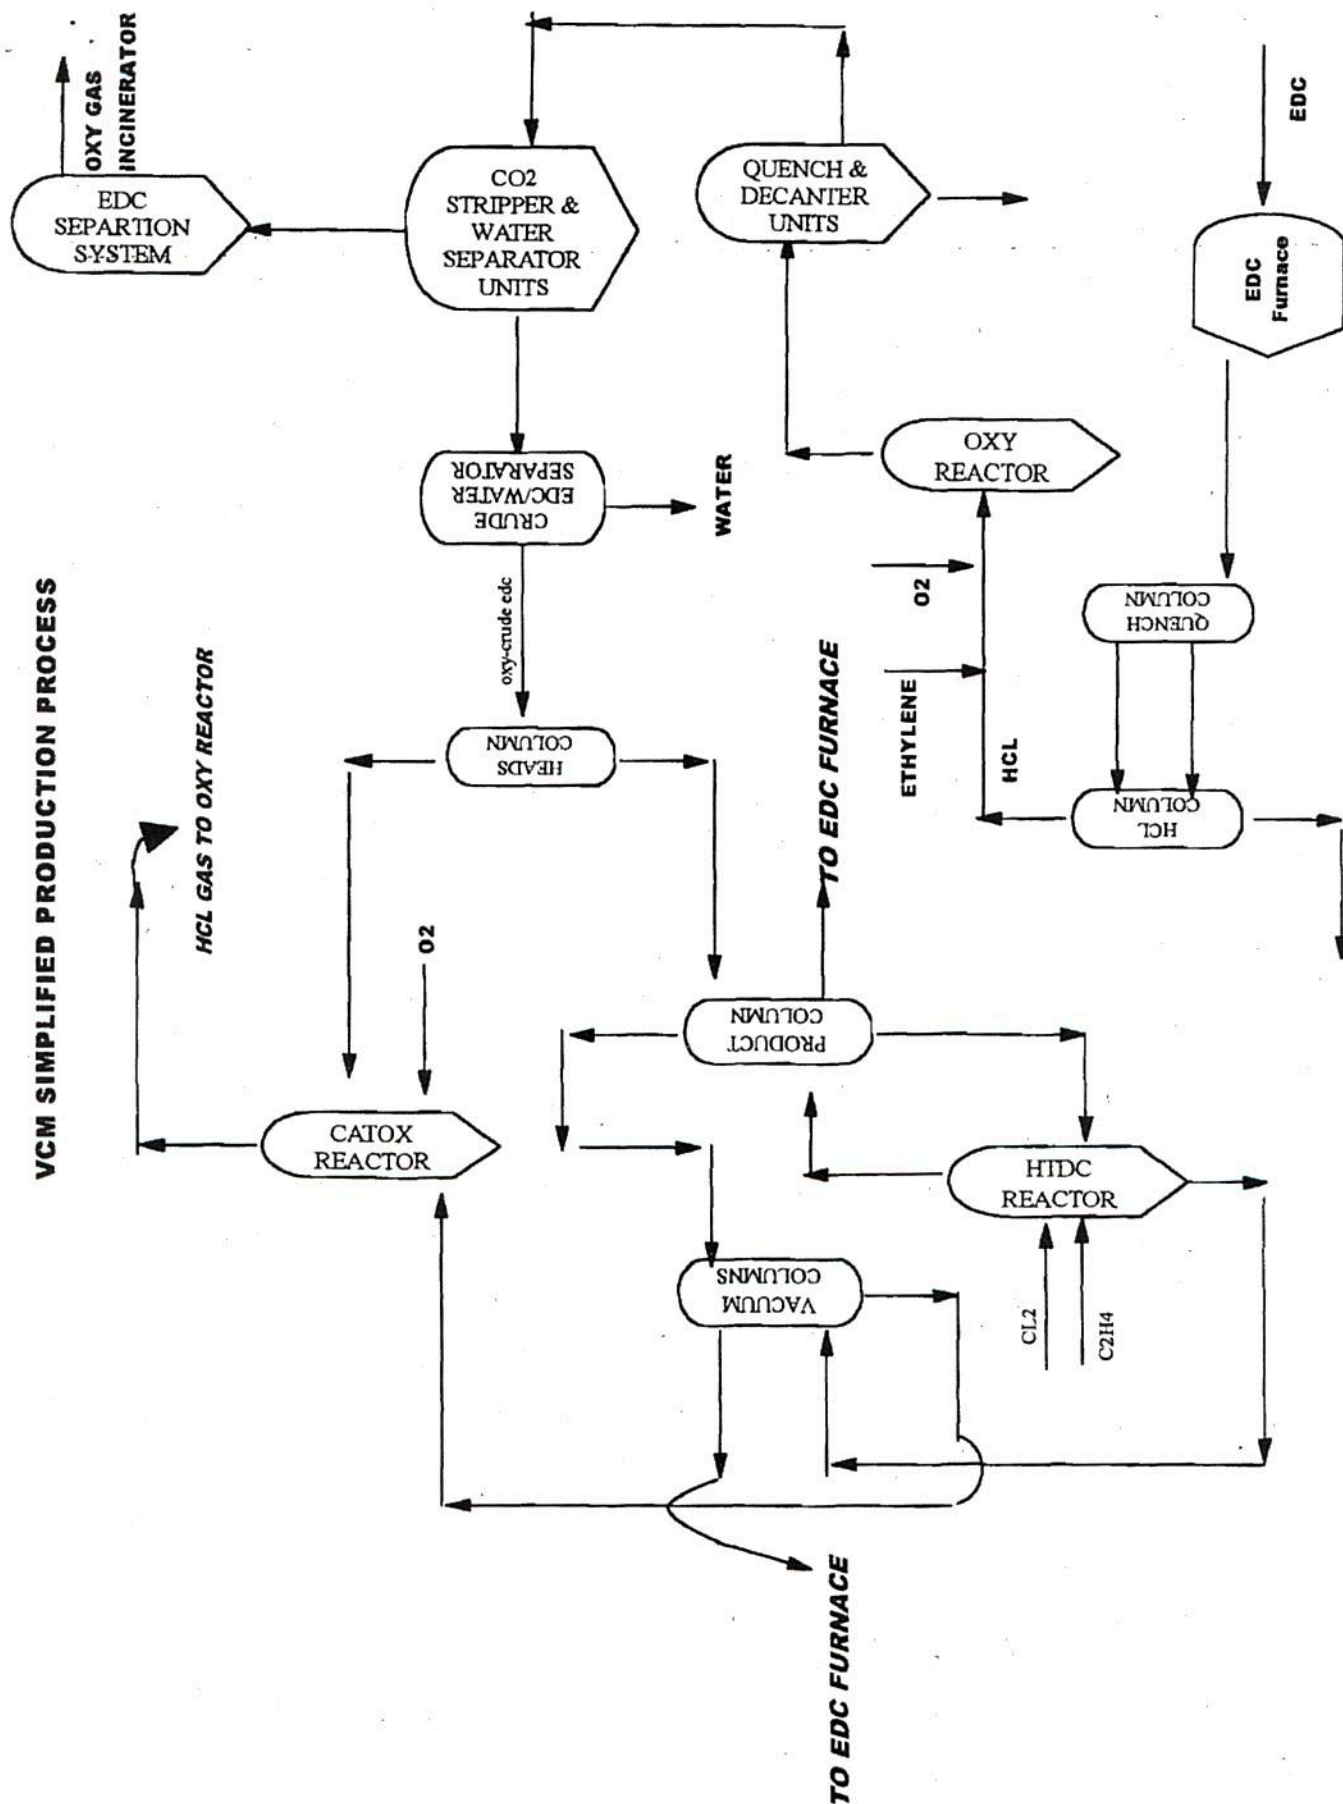 VCM SIMPLIFIED PRODUCTION PROCESS
HCL GAS TO OXY REACTOR
OXY GAS
INCINERATOR
EDC
SEPARTION
SYSTEM
CO2
STRIPPER &
WATER
SEPARATOR
UNITS
CRUDE
EDC/WATER
SEPARATOR
WATER
oxy-crude edc
HEADS
COLUMN
O2
CATOX
REACTOR
QUENCH &
DECANTER
UNITS
OXY
REACTOR
O2
ETHYLENE
HCL
TO EDC FURNACE
PRODUCT
COLUMN
VACUUM
COLUMNS
HTDC
REACTOR
CL2
C2H4
TO EDC FURNACE
EDC
EDC
Furnace
QUENCH
COLUMN
HCL
COLUMN